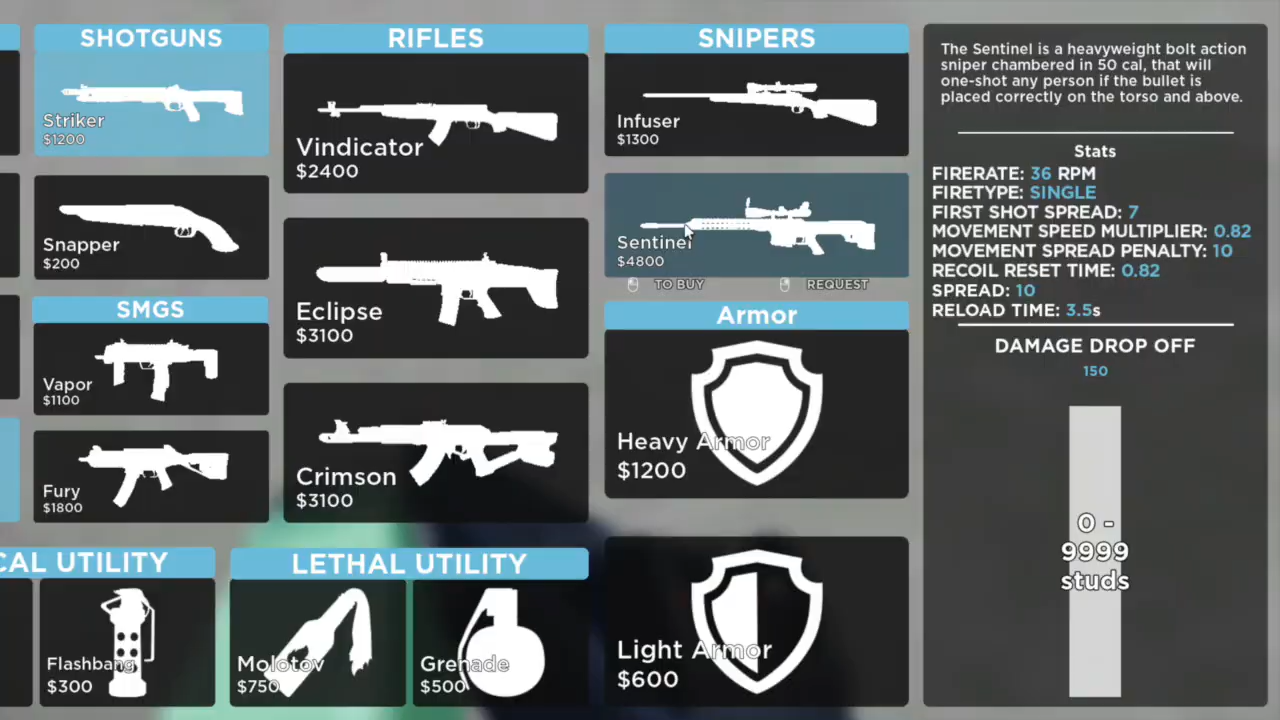 SHOTGUNS
Striker
$1200
Snapper
$200
SMGS
Vapor
$1100
Fury
$1800
RIFLES
Vindicator
$2400
Eclipse
$3100
Crimson
$3100
SNIPERS
Infuser
$1300
Sentinel
$4800
TO BUY
REQUEST
Armor
Heavy Armor
$1200
Light Armor
$600
CAL UTILITY
Flashbang
$300
LETHAL UTILITY
Molotov
$750
Grenade
$500
The Sentinel is a heavyweight bolt action
sniper chambered in 50 cal, that will
one-shot any person if the bullet is
placed correctly on the torso and above.
Stats
FIRERATE: 36 RPM
FIRETYPE: SINGLE
FIRST SHOT SPREAD: 7
MOVEMENT SPEED MULTIPLIER: 0.82
MOVEMENT SPREAD PENALTY: 10
RECOIL RESET TIME: 0.82
SPREAD: 10
RELOAD TIME: 3.5s
DAMAGE DROP OFF
150
0 -
9999
studs